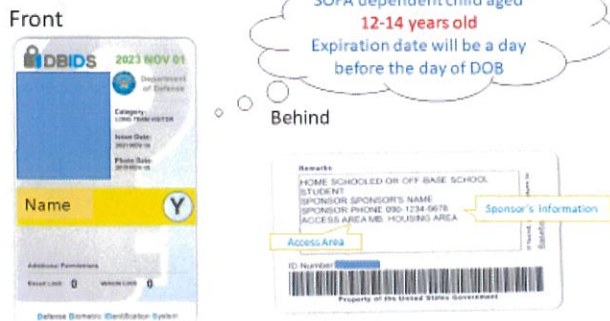 Front
SOFA dependent child aged
12-14 years old
Expiration date will be a day
before the day of DOB
DBIDS
2023 NOV 01
Department
of Defense
Category:
LONG TERM VISITOR
Issue Date:
Photo Date:
Name
Y
Additional Permissions
Escort Limit 0 Vehicle Limit 0
Defense Biometric IDentification System
Behind
Remarks
HOME SCHOOLED OR OFF BASE SCHOOL
STUDENT
SPONSOR SPONSOR'S NAME
SPONSOR PHONE 090-1234-5678
ACCESS AREA MB. HOUSING AREA
Sponsor's Information
Access Area
ID Number
Property of the United States Government